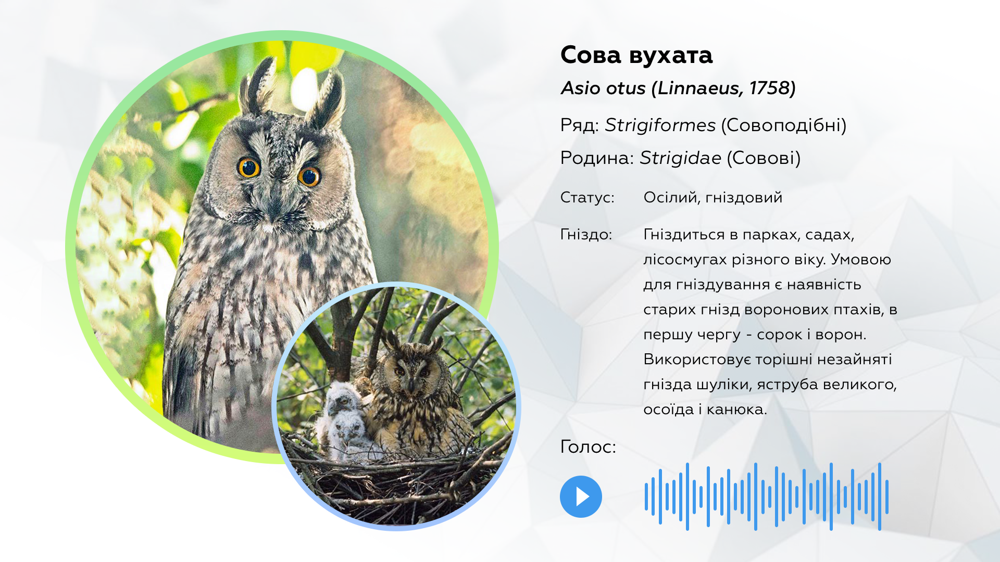 Сова вухата
Asio otus (Linnaeus, 1758)
Ряд: Strigiformes (Совоподібні)
Родина: Strigidae (Совові)
Статус: Осілий, гніздовий
Гніздо: Гніздиться в парках, садах,
лісосмугах різного віку. Умовою
для гніздування є наявність
старих гнізд воронових птахів, в
першу чергу - сорок і ворон.
Використовує торішні незайняті
гнізда шуліки, яструба великого,
осоїда і канюка.
Голос: